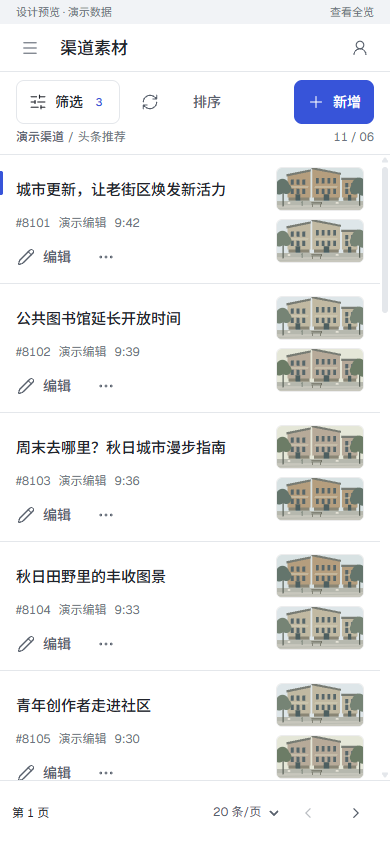 设计预览 · 演示数据 查看全览
渠道素材
筛选 3 排序 新增
演示渠道 / 头条推荐 11 / 06
城市更新，让老街区焕发新活力
#8101 演示编辑 9:42
编辑
公共图书馆延长开放时间
#8102 演示编辑 9:39
编辑
周末去哪里？秋日城市漫步指南
#8103 演示编辑 9:36
编辑
秋日田野里的丰收图景
#8104 演示编辑 9:33
编辑
青年创作者走进社区
#8105 演示编辑 9:30
编辑
第 1 页 20 条/页